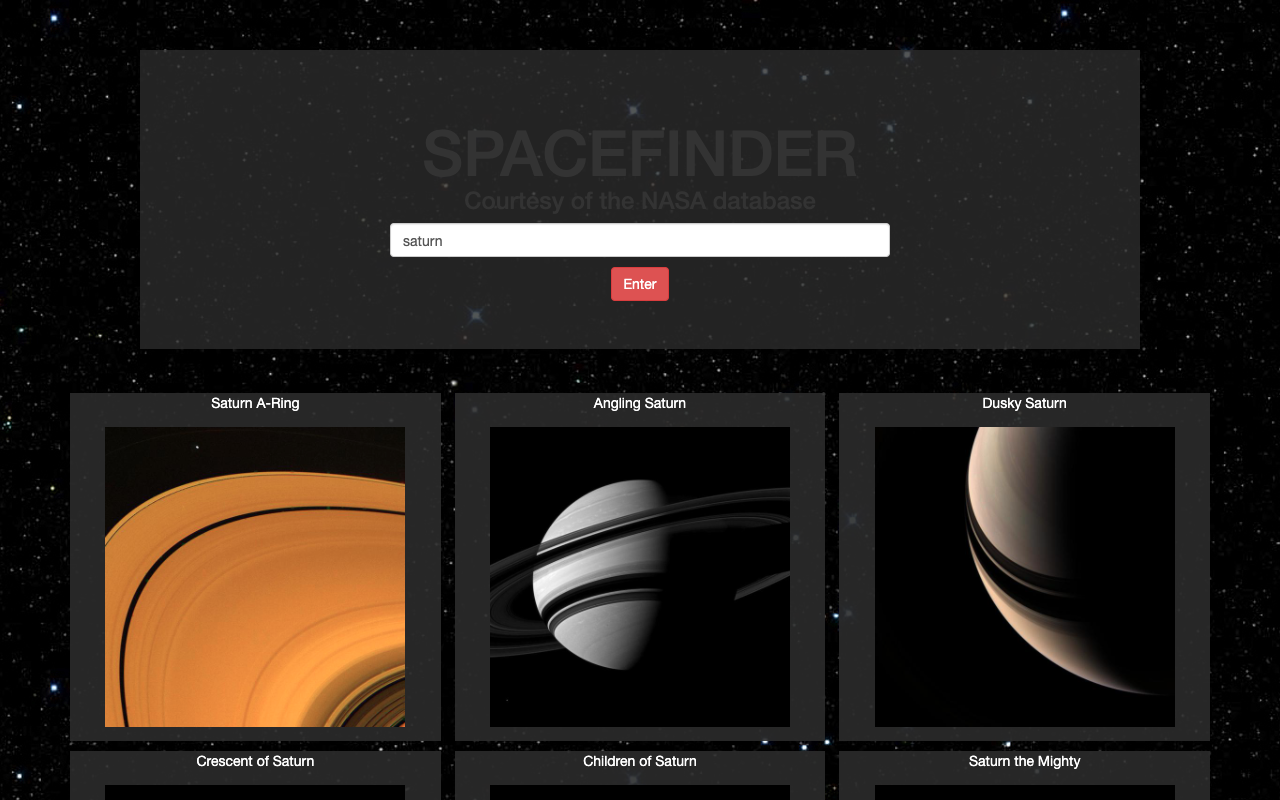 SPACEFINDER
Courtesy of the NASA database
saturn
Enter
Saturn A-Ring
Angling Saturn
Dusky Saturn
Crescent of Saturn
Children of Saturn
Saturn the Mighty